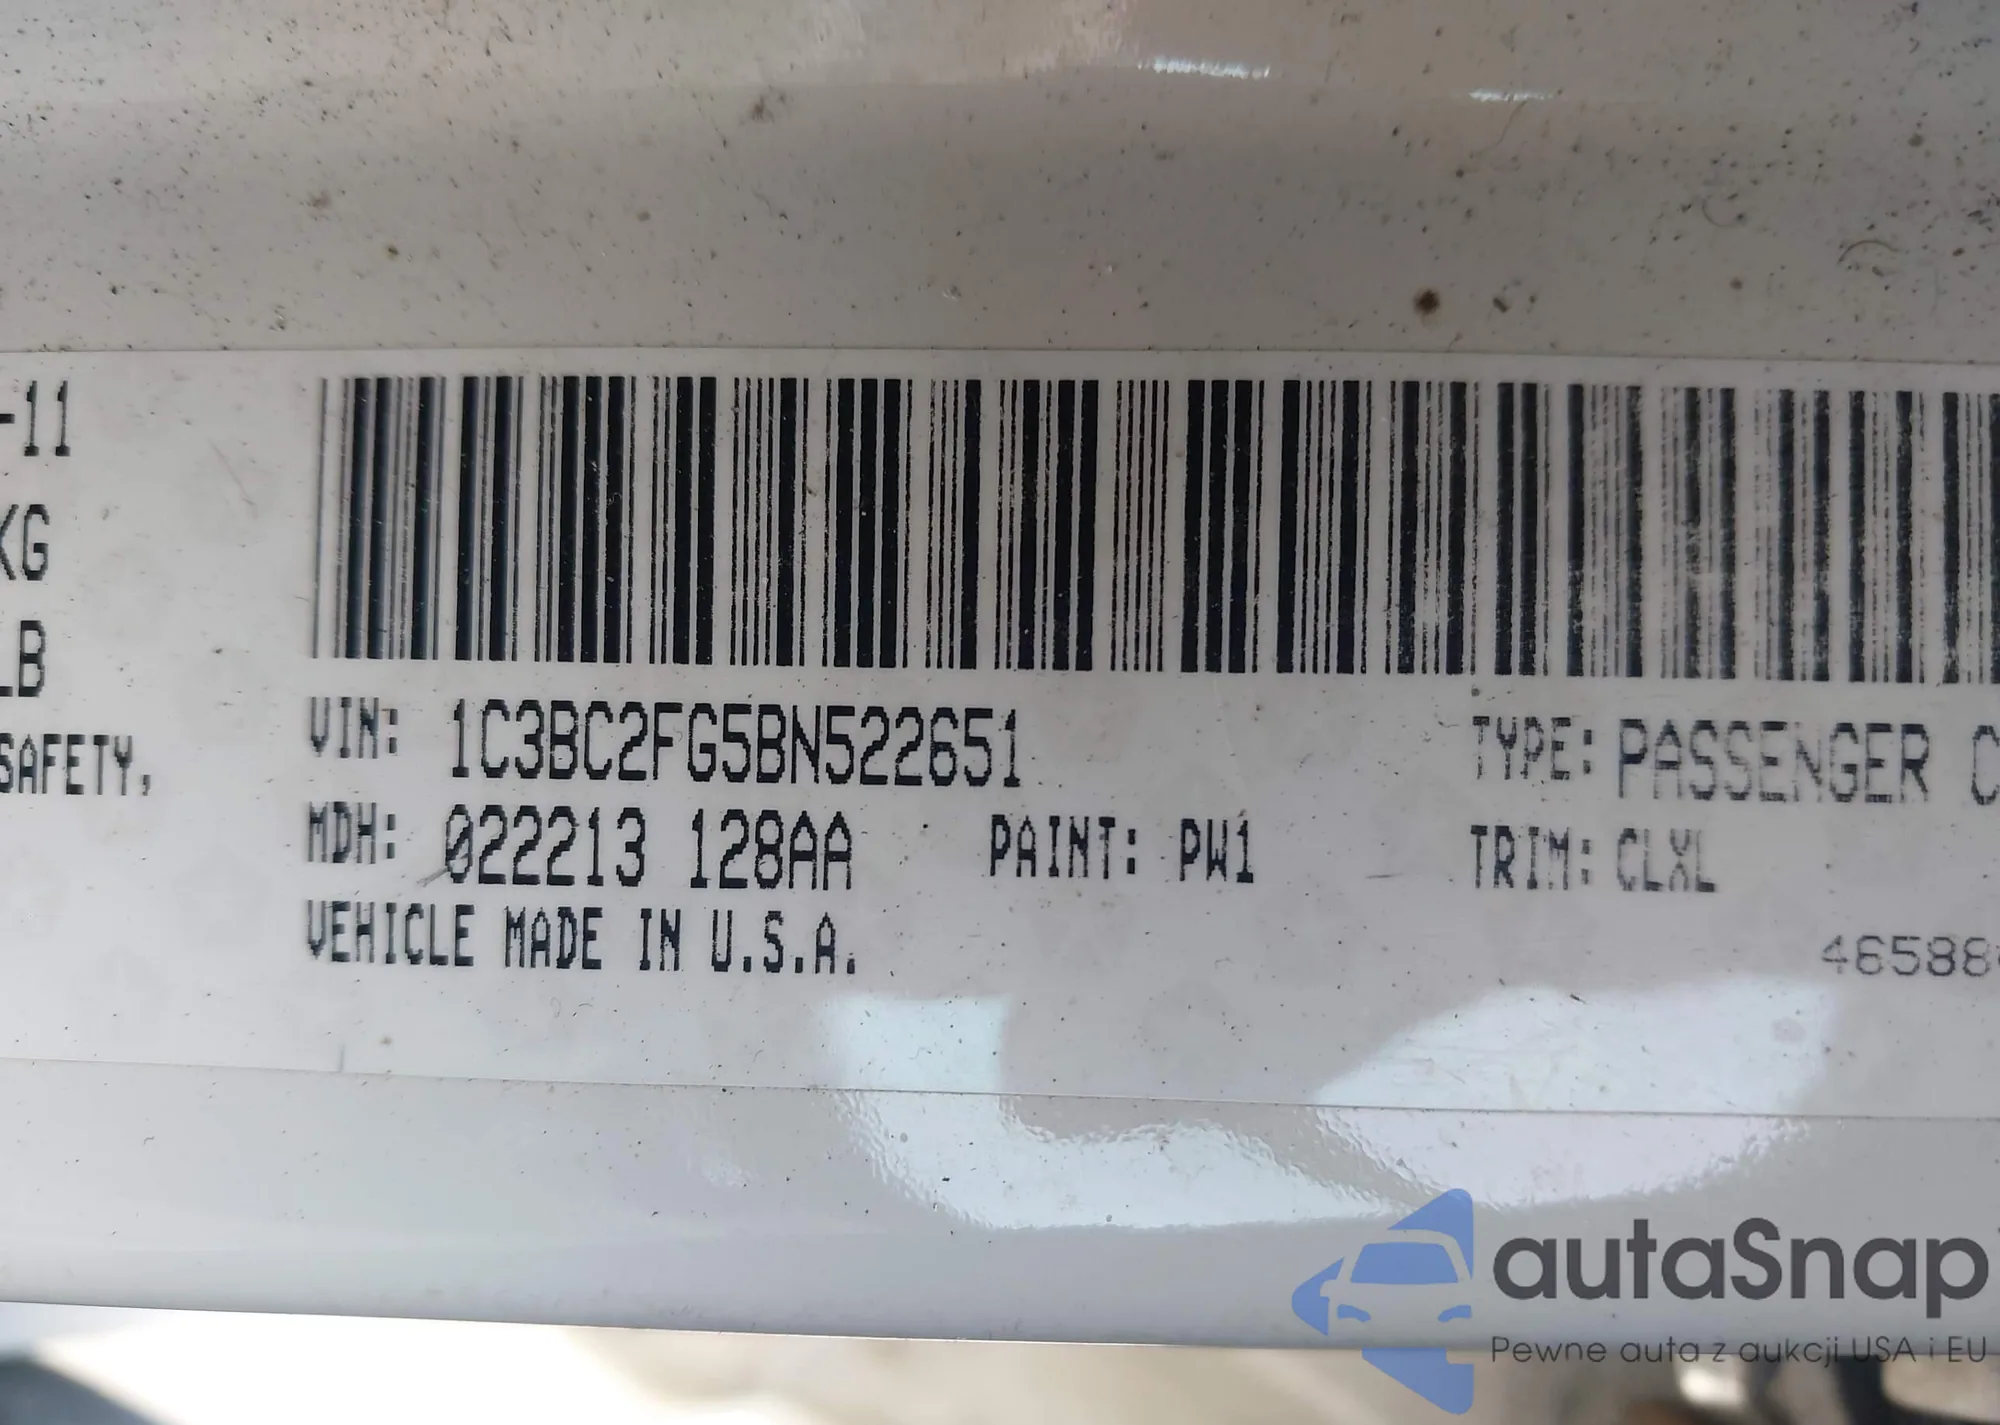 -11
KG
LB
SAFETY,
VIN: 1C3BC2FG5BN522651
TYPE: PASSENGER C
MDH: 022213 128AA
PAINT: PW1
TRIM: CLXL
VEHICLE MADE IN U.S.A.
46588
autaSnap
Pewne auta z aukcji USA i EU